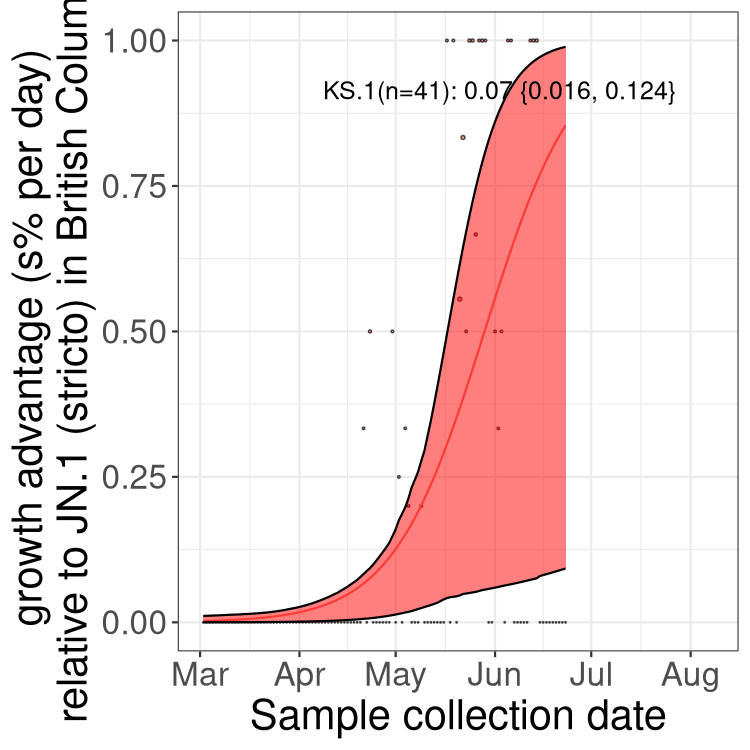 growth advantage (s% per day)
relative to JN.1 (stricto) in British Colum
1.00
0.75
0.50
0.25
0.00
KS.1(n=41): 0.07 {0.016, 0.124}
Mar Apr May Jun Jul Aug
Sample collection date